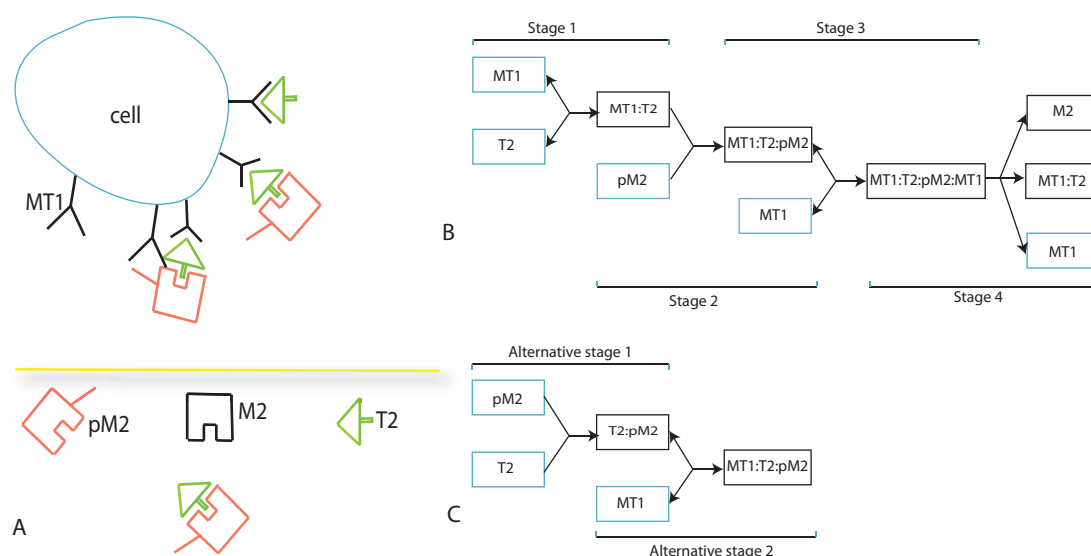 cell
MT1
pM2
M2
T2
A
Stage 1
Stage 3
MT1
T2
MT1:T2
pM2
MT1:T2:pM2
MT1
MT1:T2:pM2:MT1
M2
MT1:T2
MT1
B
Stage 2
Stage 4
Alternative stage 1
pM2
T2
T2:pM2
MT1
MT1:T2:pM2
C
Alternative stage 2